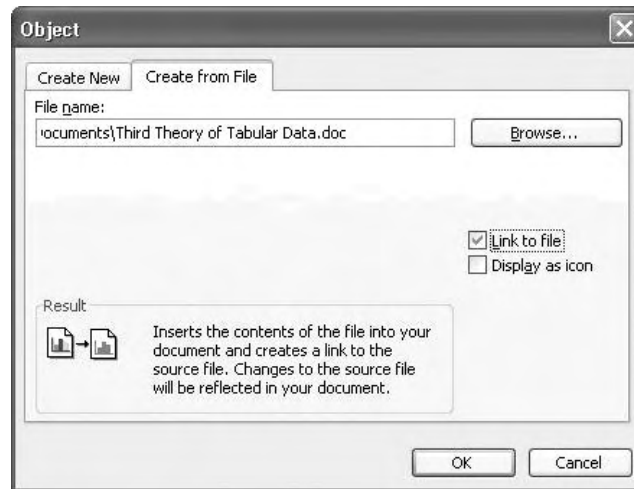 Object
Create New
Create from File
File name:
ocuments\Third Theory of Tabular Data.doc
Browse...
Link to file
Display as icon
Result
Inserts the contents of the file into your
document and creates a link to the
source file. Changes to the source file
will be reflected in your document.
OK
Cancel